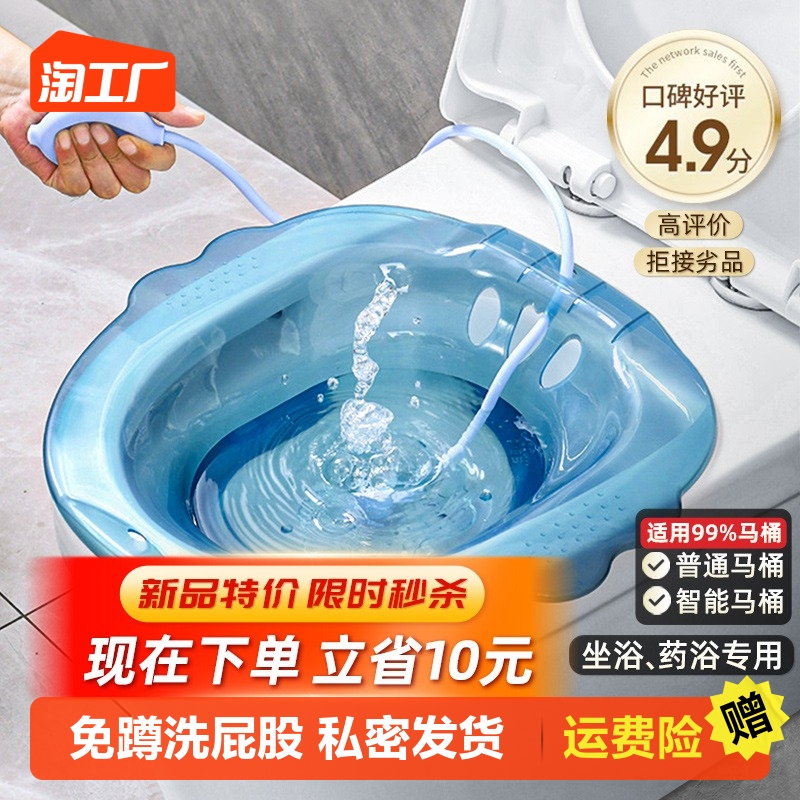 淘工厂
The network sales first
口碑好评
4.9分
高评价
拒接劣品
适用99%马桶
普通马桶
智能马桶
坐浴、药浴专用
新品特价 限时秒杀
现在下单 立省10元
免蹲洗屁股 私密发货
运费险
赠